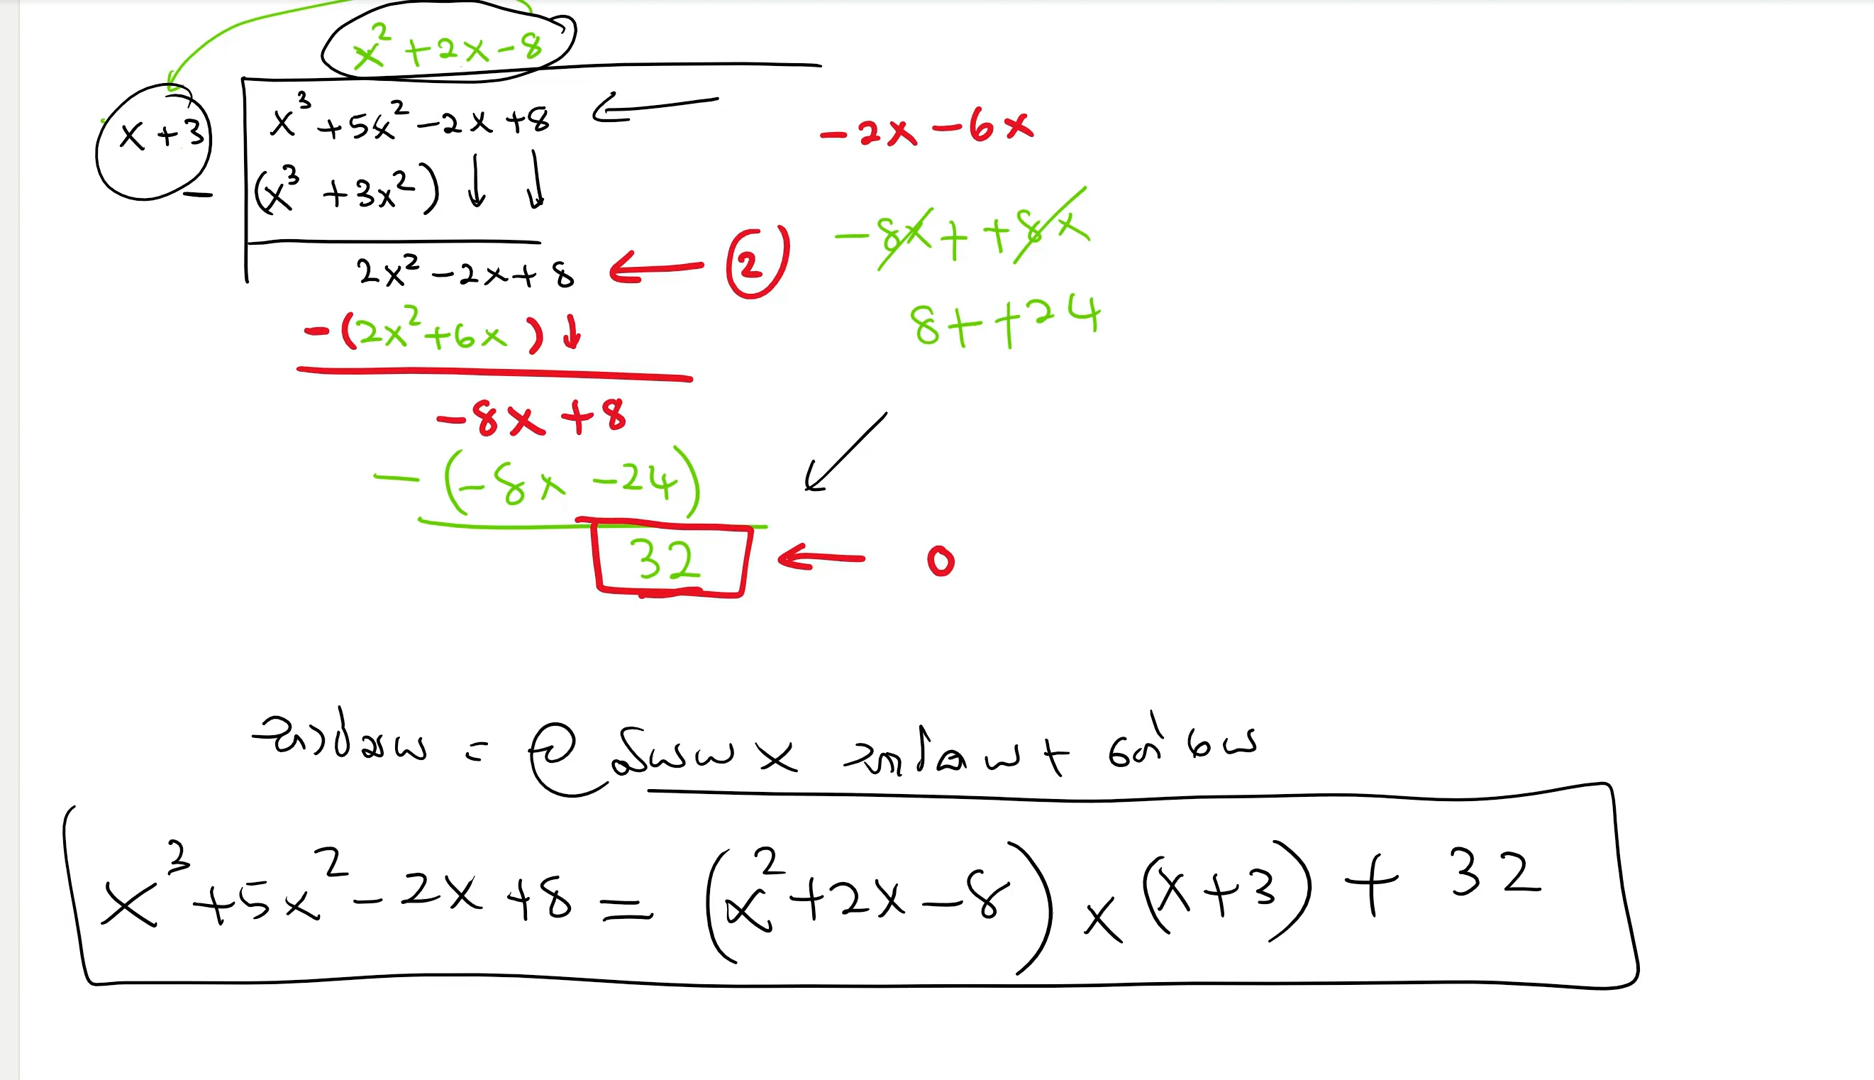 x² + 2x - 8
x + 3
x³ + 5x² - 2x + 8
- (x³ + 3x²)
2x² - 2x + 8
②
- (2x² + 6x )
-8x + 8
- (-8x - 24)
32
0
-2x - 6x
-8x + +8x
8 + +24
= × +
x³ + 5x² - 2x + 8 = (x² + 2x - 8) × (x + 3) + 32